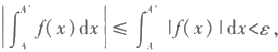 |∫_A^{A'} f(x)dx| ⩽ ∫_A^{A'} |f(x)|dx<ε,